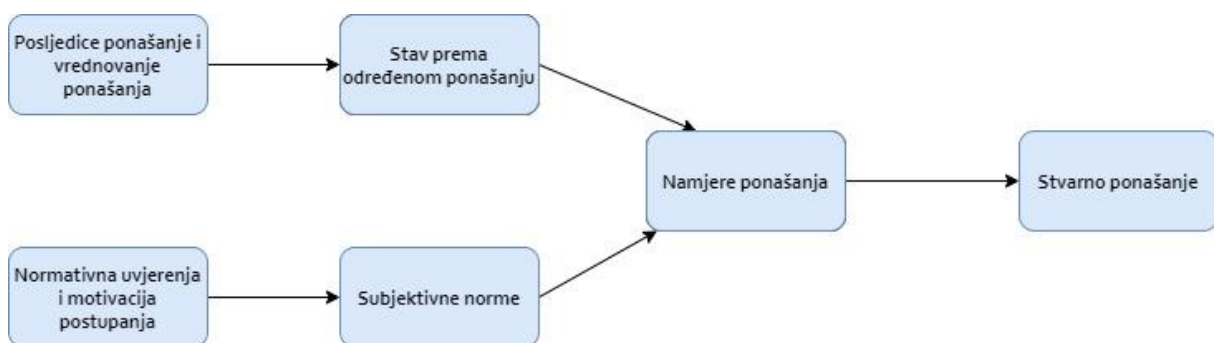 Posljedice ponašanje i
vrednovanje
ponašanja
Stav prema
određenom ponašanju
Namjere ponašanja
Stvarno ponašanje
Normativna uvjerenja
i motivacija
postupanja
Subjektivne norme